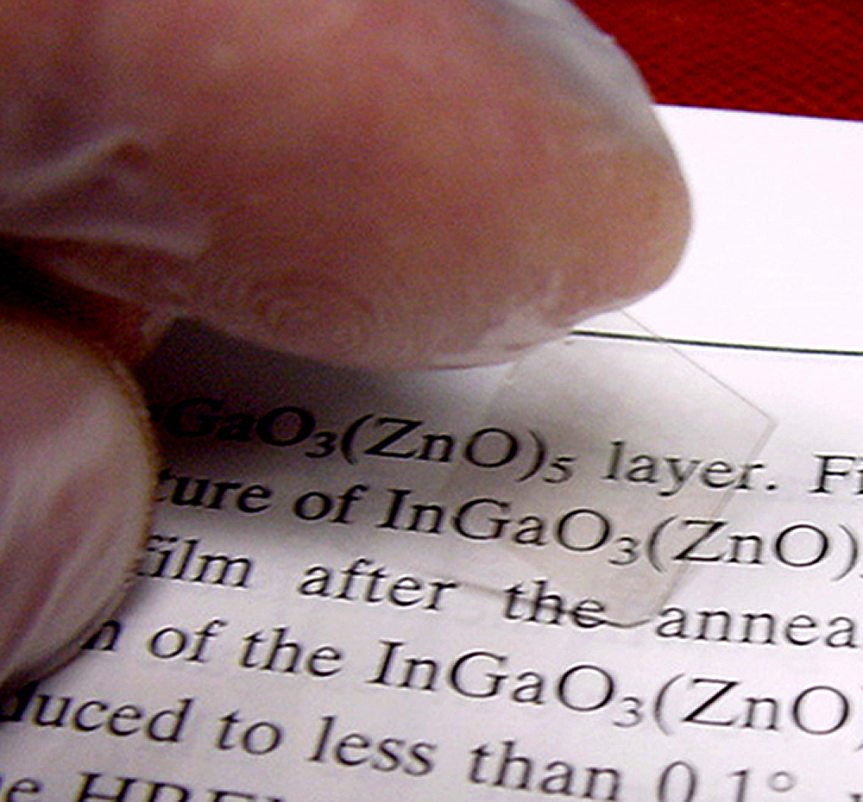 GaO₃(ZnO)₅ layer. Fi
ture of InGaO₃(ZnO)
film after the annea
n of the InGaO₃(ZnO)
duced to less than 0.1°
e HRE